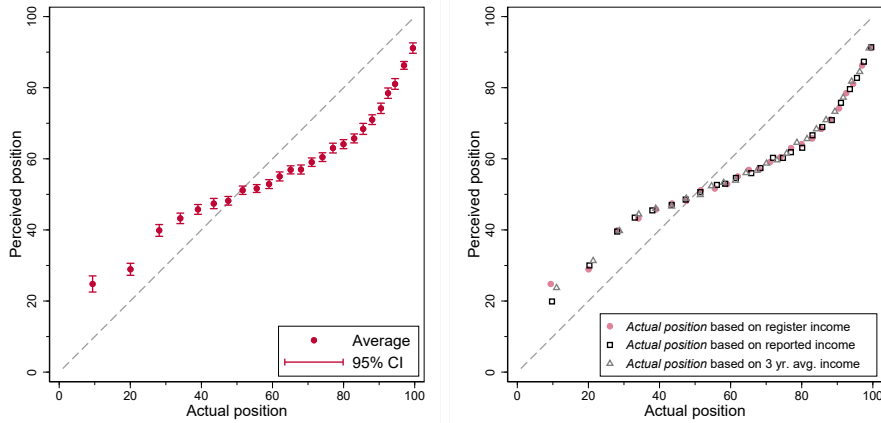 Perceived position
0 20 40 60 80 100
Average
95% CI
0 20 40 60 80 100
Actual position
Perceived position
0 20 40 60 80 100
Actual position based on register income
Actual position based on reported income
Actual position based on 3 yr. avg. income
0 20 40 60 80 100
Actual position